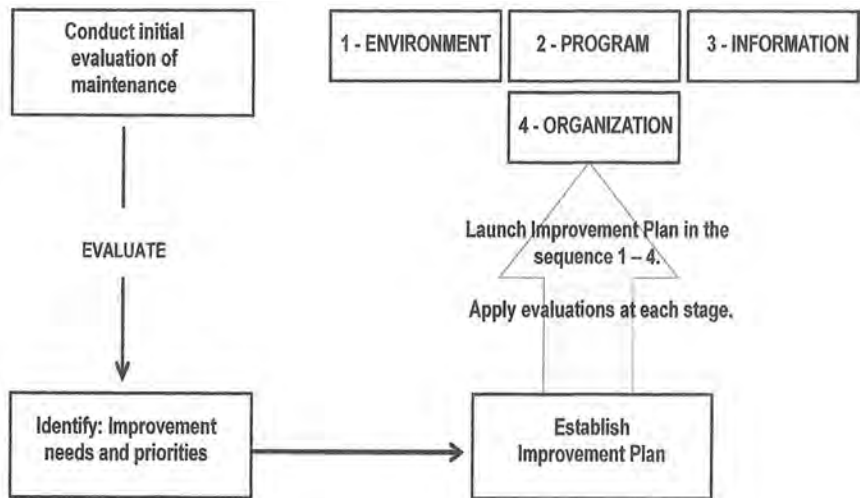 Conduct initial
evaluation of
maintenance
1 - ENVIRONMENT
2 - PROGRAM
3 - INFORMATION
4 - ORGANIZATION
Launch Improvement Plan in the
sequence 1 – 4.
EVALUATE
Apply evaluations at each stage.
Identify: Improvement
needs and priorities
Establish
Improvement Plan